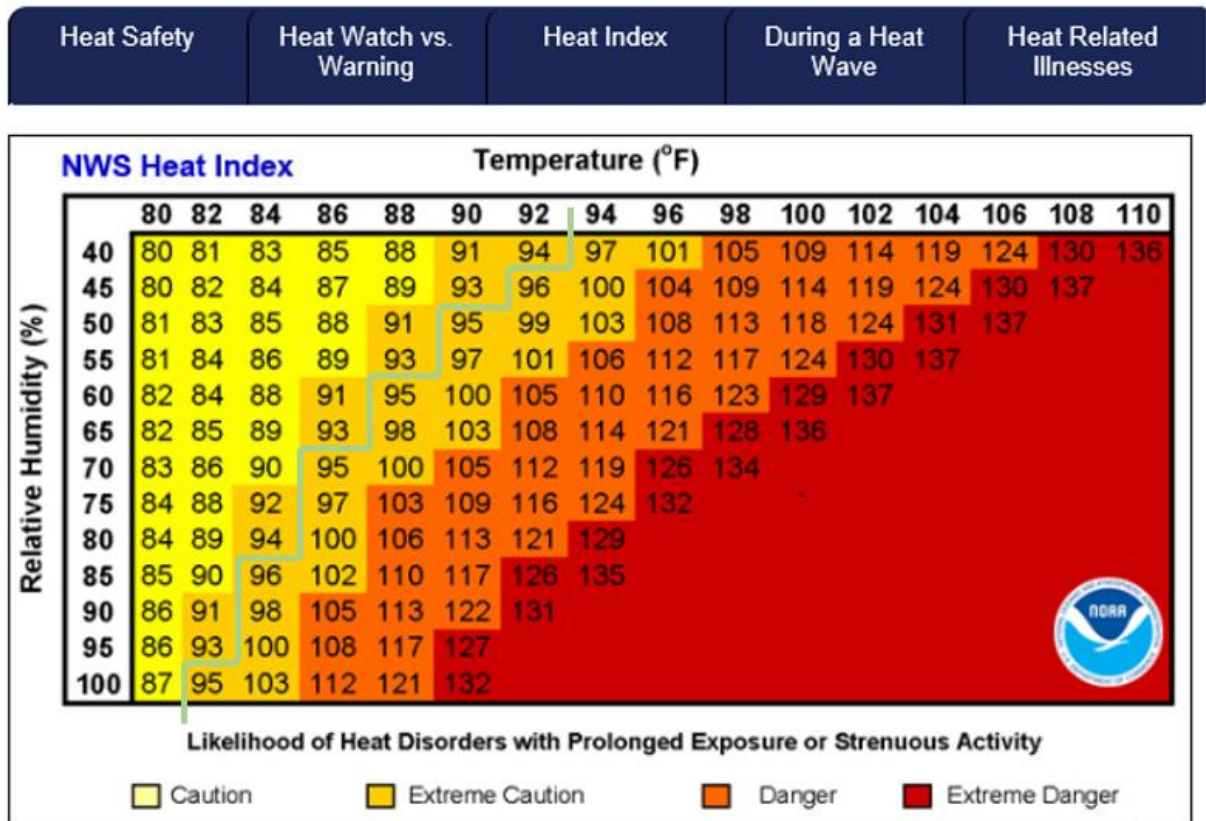 Heat Safety
Heat Watch vs.
Warning
Heat Index
During a Heat
Wave
Heat Related
Illnesses
NWS Heat Index
Temperature (°F)
80 82 84 86 88 90 92 94 96 98 100 102 104 106 108 110
Relative Humidity (%)
40 80 81 83 85 88 91 94 97 101 105 109 114 119 124 130 136
45 80 82 84 87 89 93 96 100 104 109 114 119 124 130 137
50 81 83 85 88 91 95 99 103 108 113 118 124 131 137
55 81 84 86 89 93 97 101 106 112 117 124 130 137
60 82 84 88 91 95 100 105 110 116 123 129 137
65 82 85 89 93 98 103 108 114 121 128 136
70 83 86 90 95 100 105 112 119 126 134
75 84 88 92 97 103 109 116 124 132
80 84 89 94 100 106 113 121 129
85 85 90 96 102 110 117 126 135
90 86 91 98 105 113 122 131
95 86 93 100 108 117 127
100 87 95 103 112 121 132
NOAA
Likelihood of Heat Disorders with Prolonged Exposure or Strenuous Activity
Caution
Extreme Caution
Danger
Extreme Danger